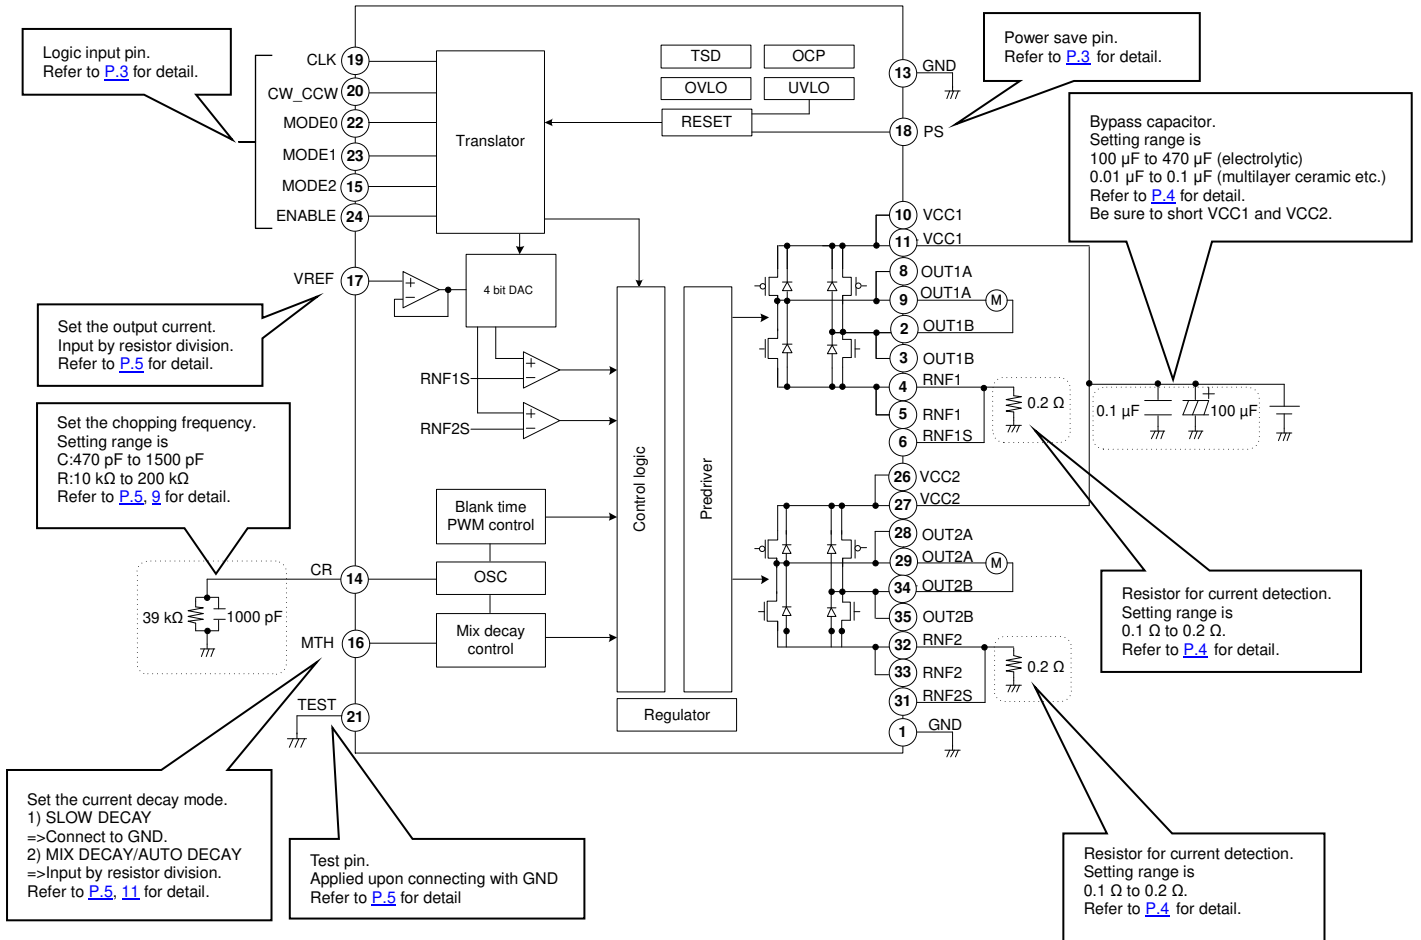 Logic input pin.
Refer to P.3 for detail.
CLK 19
CW_CCW 20
MODE0 22
MODE1 23
MODE2 15
ENABLE 24
Translator
TSD
OCP
OVLO
UVLO
RESET
13 GND
18 PS
Power save pin.
Refer to P.3 for detail.
Bypass capacitor.
Setting range is
100 µF to 470 µF (electrolytic)
0.01 µF to 0.1 µF (multilayer ceramic etc.)
Refer to P.4 for detail.
Be sure to short VCC1 and VCC2.
VREF 17
+
−
4 bit DAC
Set the output current.
Input by resistor division.
Refer to P.5 for detail.
RNF1S
+
−
RNF2S
+
−
Set the chopping frequency.
Setting range is
C:470 pF to 1500 pF
R:10 kΩ to 200 kΩ
Refer to P.5, 9 for detail.
Blank time
PWM control
OSC
Mix decay
control
Control logic
Predriver
Regulator
CR 14
39 kΩ
1000 pF
MTH 16
TEST 21
10 VCC1
11 VCC1
8 OUT1A
9 OUT1A
M
2 OUT1B
3 OUT1B
4 RNF1
5 RNF1
6 RNF1S
0.2 Ω
0.1 µF
+
100 µF
26 VCC2
27 VCC2
28 OUT2A
29 OUT2A
M
34 OUT2B
35 OUT2B
32 RNF2
33 RNF2
31 RNF2S
0.2 Ω
1 GND
Resistor for current detection.
Setting range is
0.1 Ω to 0.2 Ω.
Refer to P.4 for detail.
Set the current decay mode.
1) SLOW DECAY
=>Connect to GND.
2) MIX DECAY/AUTO DECAY
=>Input by resistor division.
Refer to P.5, 11 for detail.
Test pin.
Applied upon connecting with GND
Refer to P.5 for detail
Resistor for current detection.
Setting range is
0.1 Ω to 0.2 Ω.
Refer to P.4 for detail.